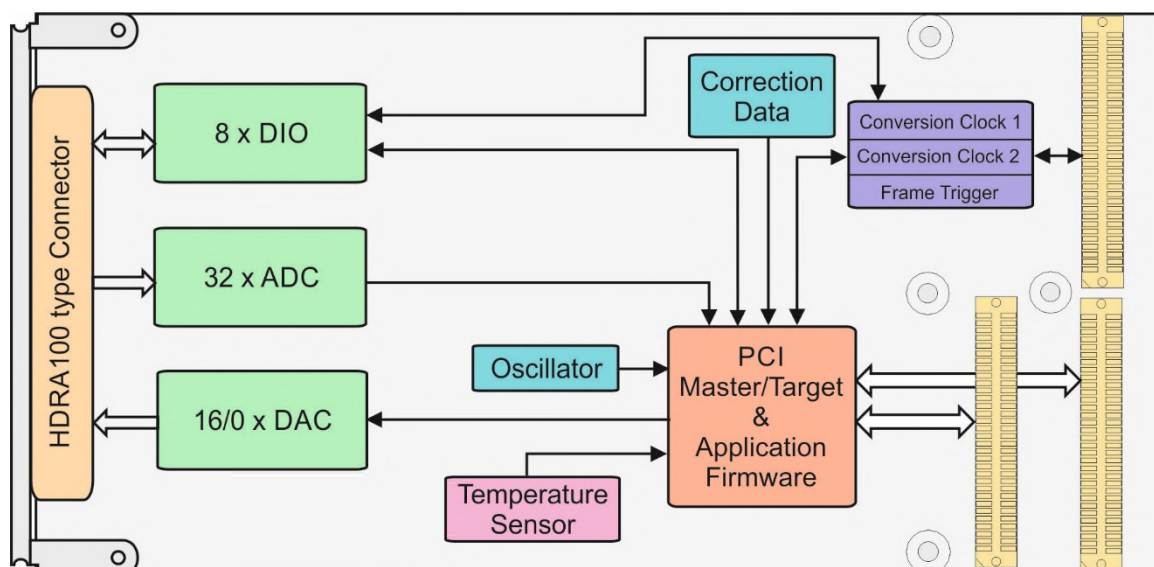 HDRA100 type Connector
8 x DIO
32 x ADC
16/0 x DAC
Correction
Data
Conversion Clock 1
Conversion Clock 2
Frame Trigger
Oscillator
Temperature
Sensor
PCI
Master/Target
&
Application
Firmware